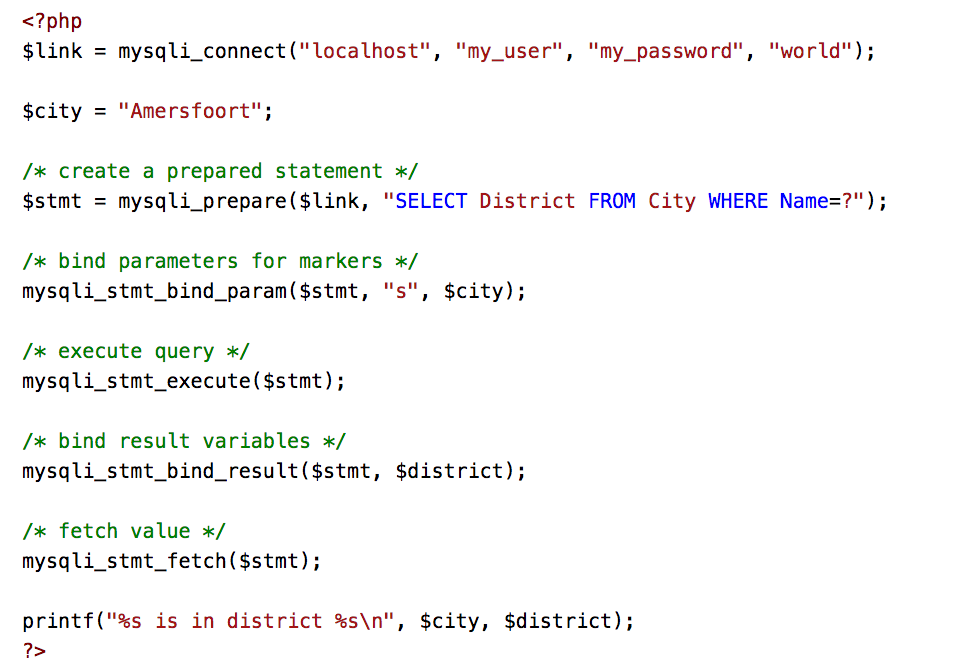 <?php
$link = mysqli_connect("localhost", "my_user", "my_password", "world");
$city = "Amersfoort";
/* create a prepared statement */
$stmt = mysqli_prepare($link, "SELECT District FROM City WHERE Name=?");
/* bind parameters for markers */
mysqli_stmt_bind_param($stmt, "s", $city);
/* execute query */
mysqli_stmt_execute($stmt);
/* bind result variables */
mysqli_stmt_bind_result($stmt, $district);
/* fetch value */
mysqli_stmt_fetch($stmt);
printf("%s is in district %s\n", $city, $district);
?>